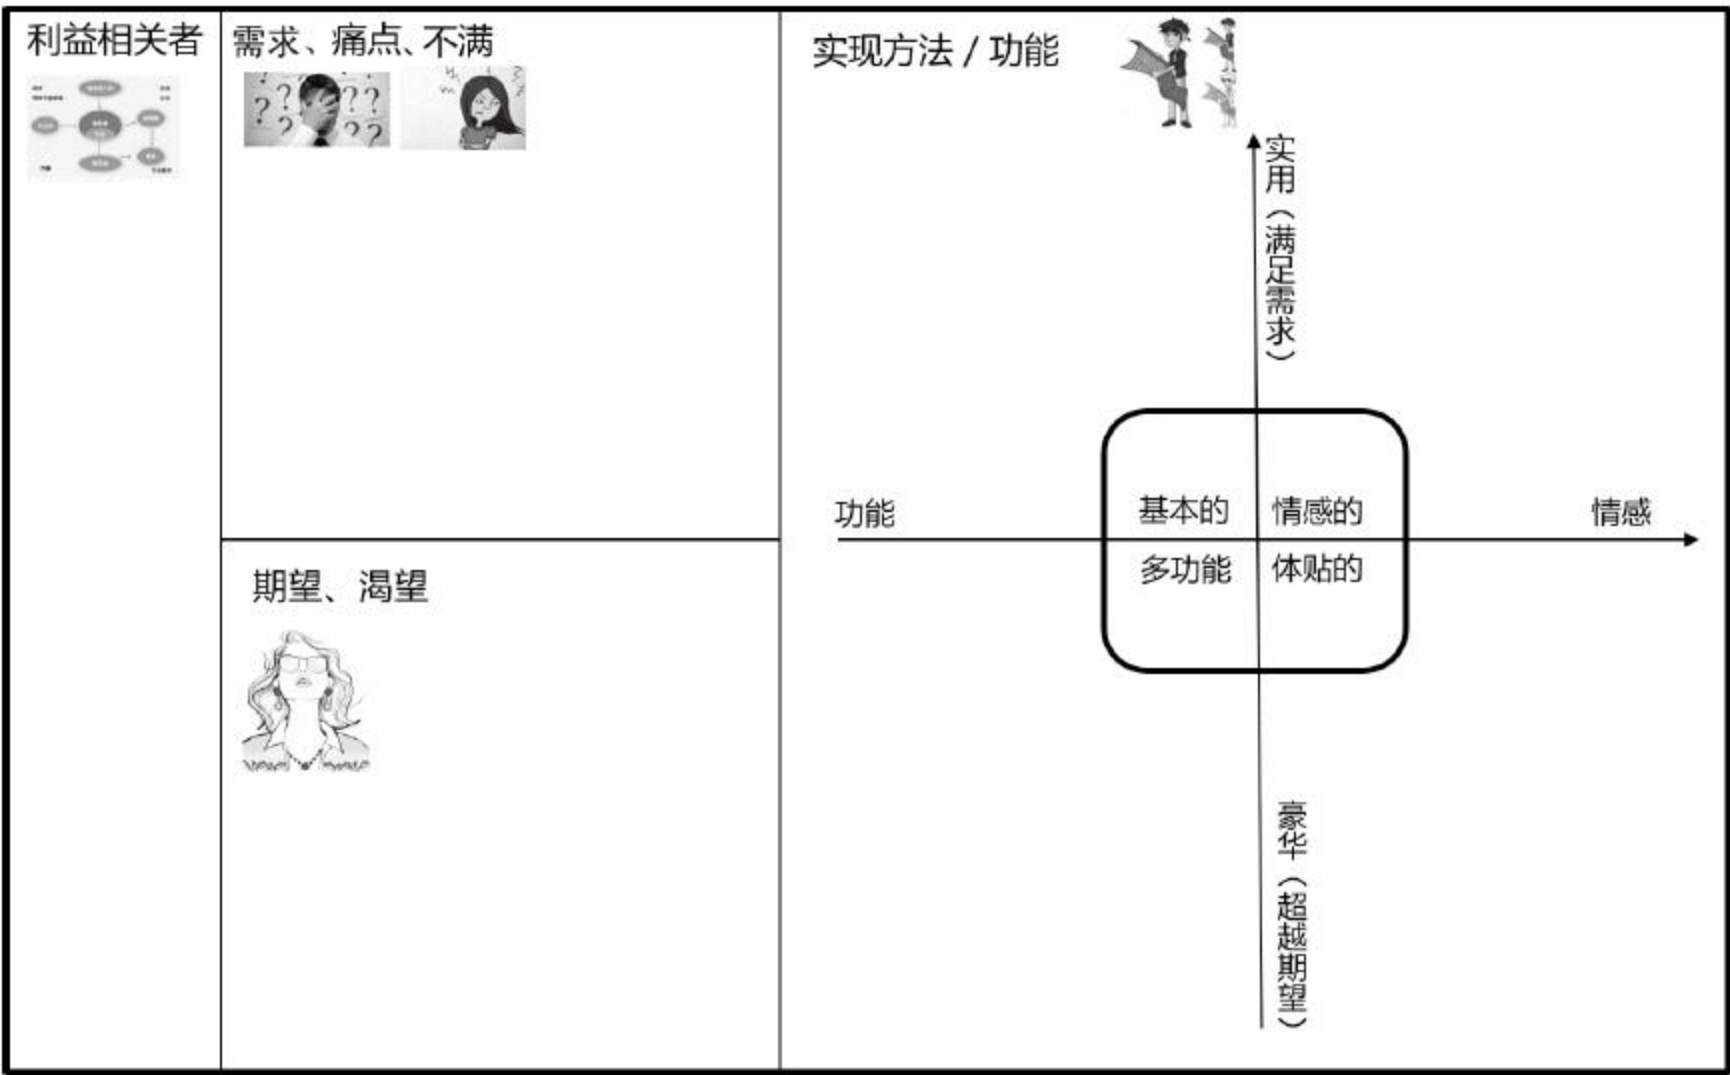 利益相关者
需求、痛点、不满
实现方法 / 功能
实用（满足需求）
功能
情感
基本的
情感的
多功能
体贴的
期望、渴望
豪华（超越期望）